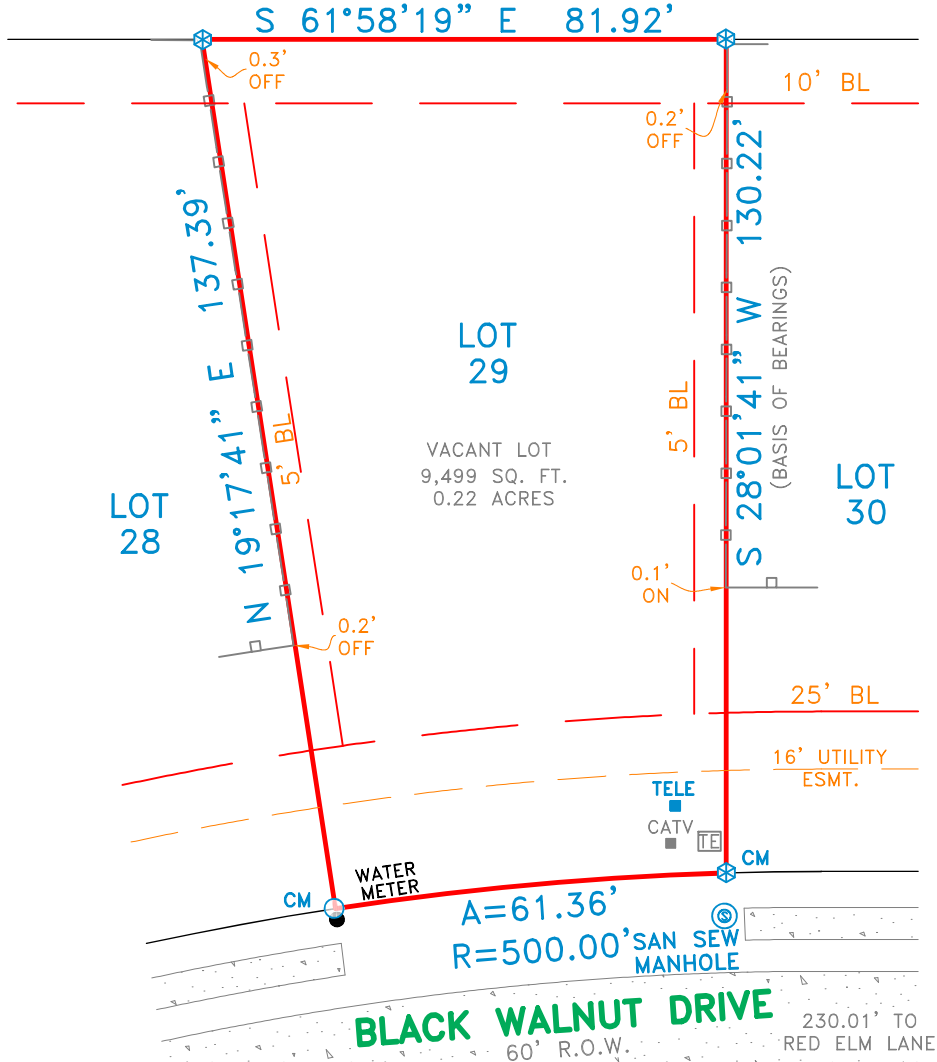 S 61°58'19" E 81.92'
0.3'
OFF
10' BL
0.2'
OFF
S 28°01'41" W 130.22'
(BASIS OF BEARINGS)
N 19°17'41" E 137.39'
LOT
29
5' BL
5' BL
VACANT LOT
9,499 SQ. FT.
0.22 ACRES
LOT
28
LOT
30
0.1'
ON
0.2'
OFF
25' BL
16' UTILITY
ESMT.
TELE
CATV
TE
CM
WATER
METER
CM
A=61.36'
R=500.00'
S
SAN SEW
MANHOLE
BLACK WALNUT DRIVE
60' R.O.W.
230.01' TO
RED ELM LANE